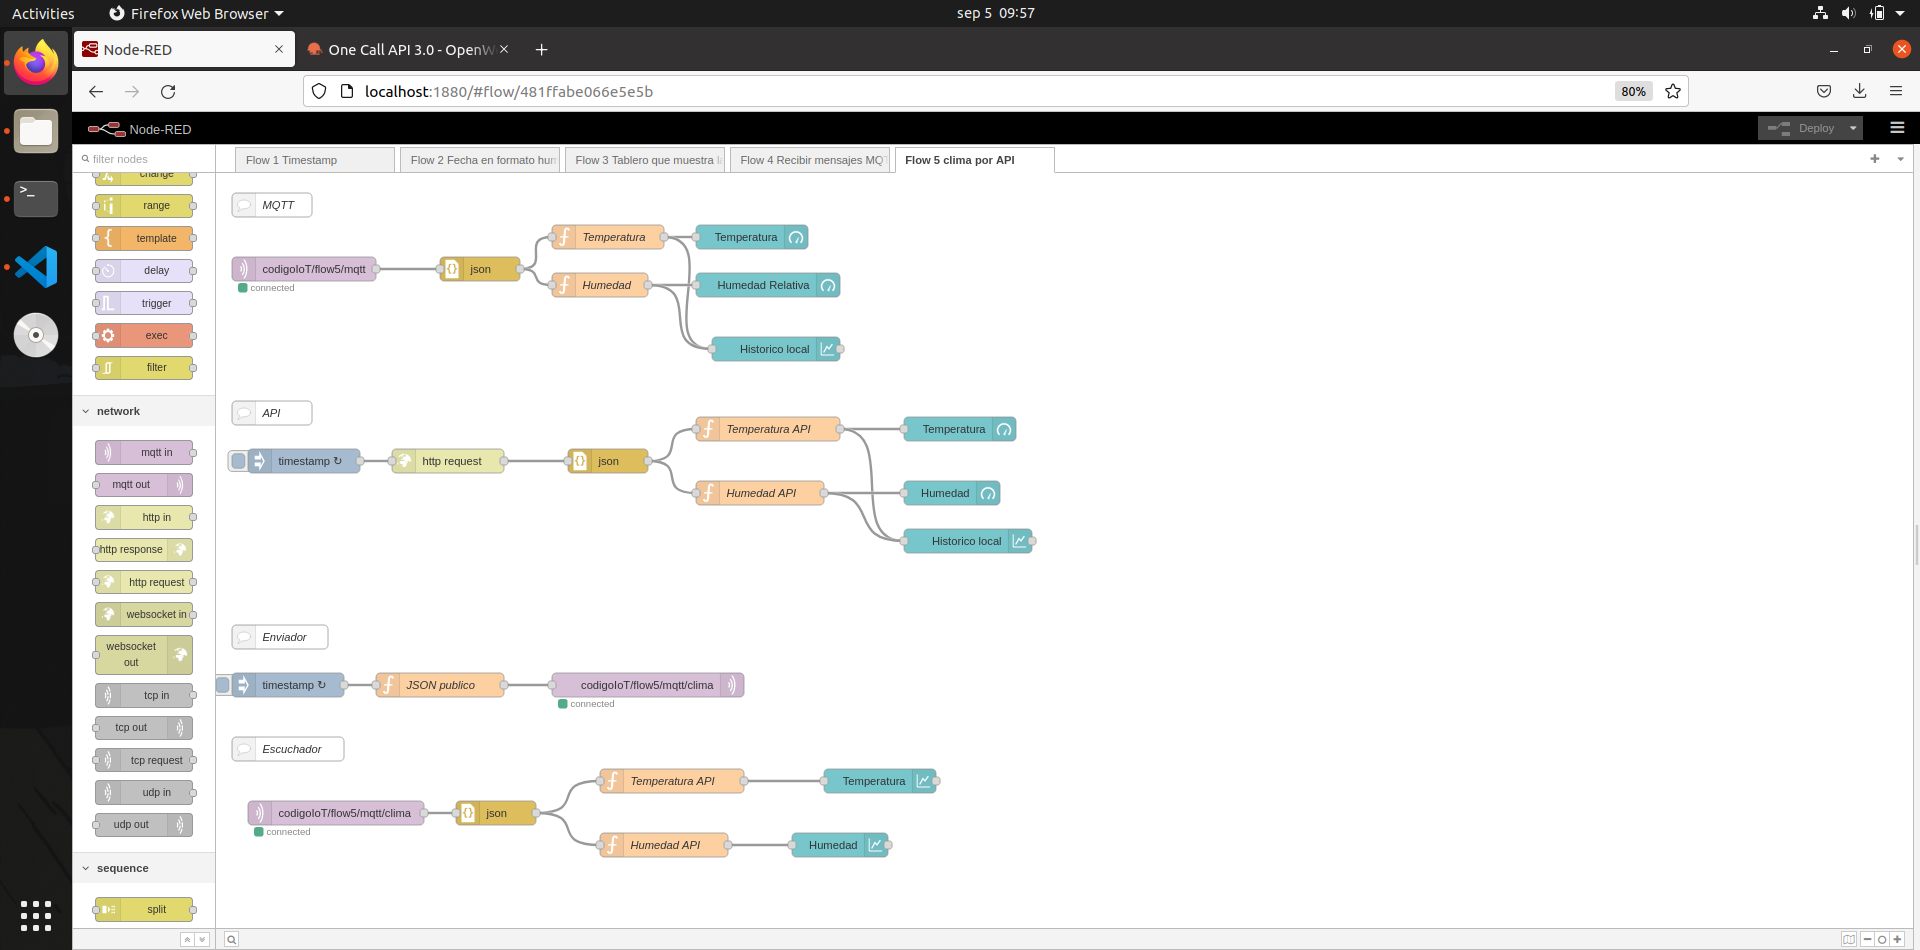 Activities
Firefox Web Browser
sep 5 09:57
Node-RED
One Call API 3.0 - OpenW
localhost:1880/#flow/481ffabe066e5e5b
80%
Node-RED
Deploy
filter nodes
Flow 1 Timestamp
Flow 2 Fecha en formato hum
Flow 3 Tablero que muestra l
Flow 4 Recibir mensajes MQT
Flow 5 clima por API
change
range
template
delay
trigger
exec
filter
network
mqtt in
mqtt out
http in
http response
http request
websocket in
websocket
out
tcp in
tcp out
tcp request
udp in
udp out
sequence
split
MQTT
codigoIoT/flow5/mqtt
connected
json
Temperatura
Humedad
Temperatura
Humedad Relativa
Historico local
API
timestamp ↻
http request
json
Temperatura API
Humedad API
Temperatura
Humedad
Historico local
Enviador
timestamp ↻
JSON publico
codigoIoT/flow5/mqtt/clima
connected
Escuchador
codigoIoT/flow5/mqtt/clima
connected
json
Temperatura API
Humedad API
Temperatura
Humedad